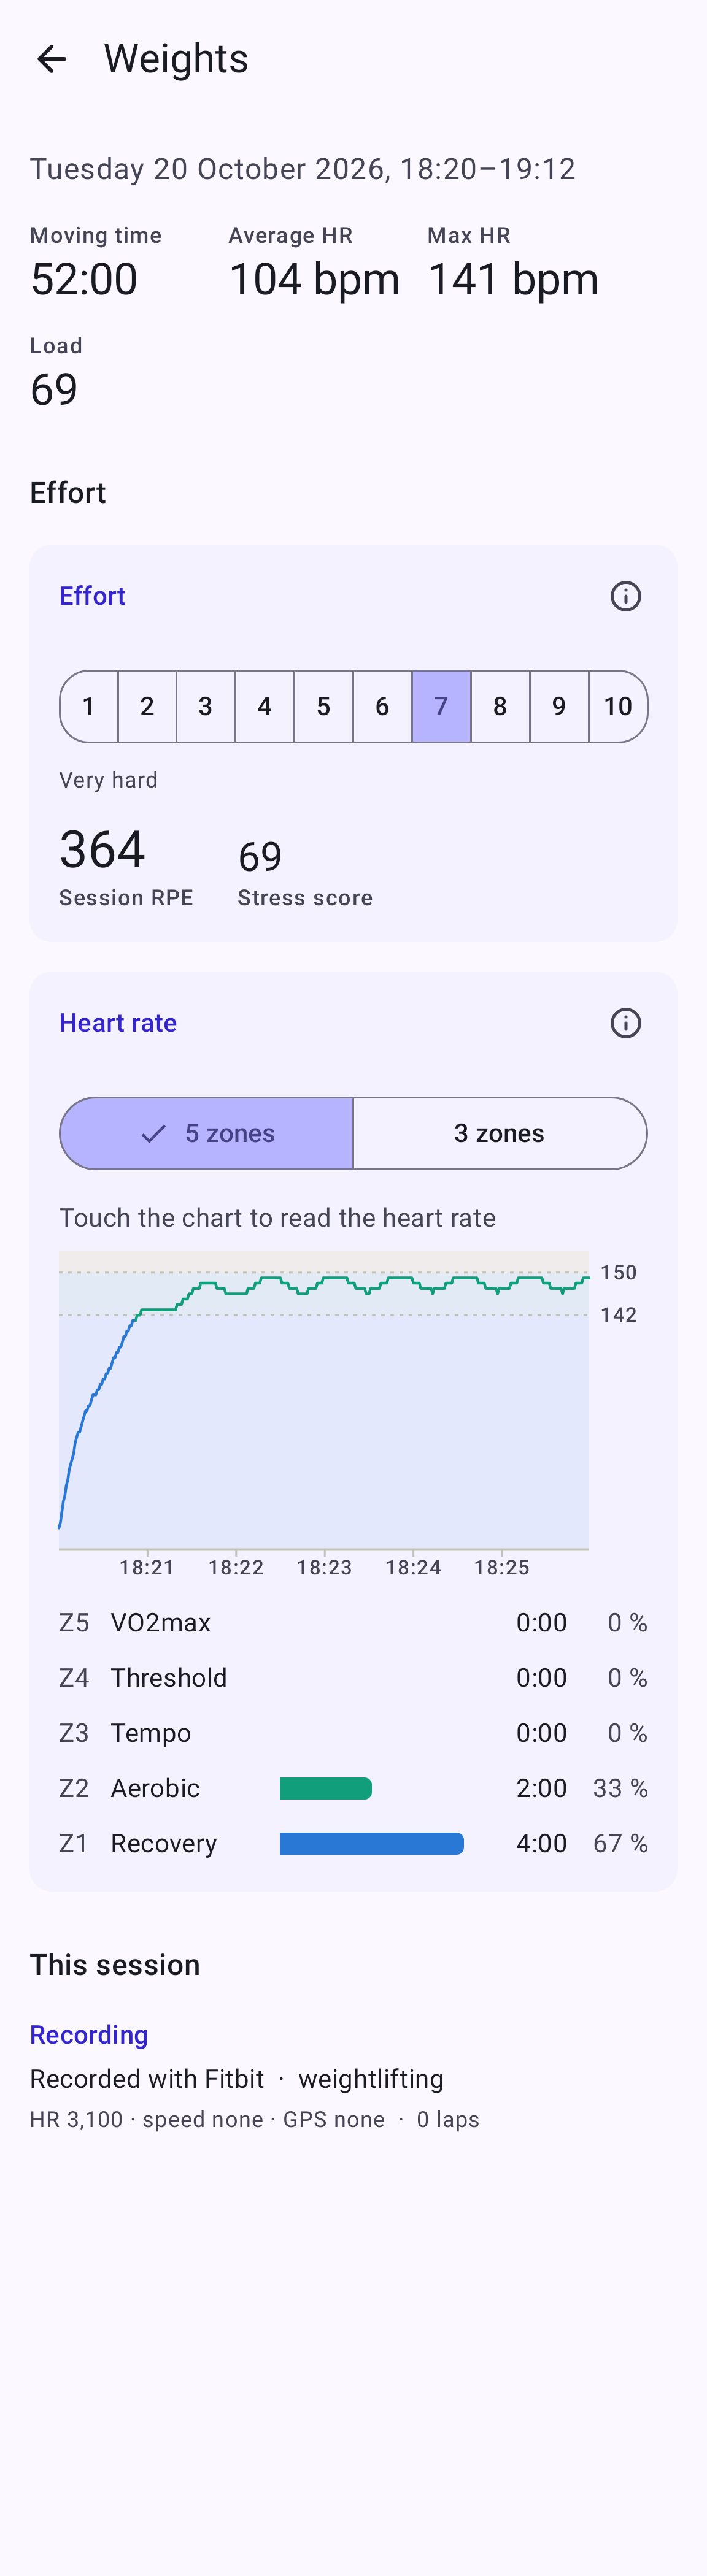 Weights
Tuesday 20 October 2026, 18:20–19:12
Moving time Average HR Max HR
52:00 104 bpm 141 bpm
Load
69
Effort
Effort
1 2 3 4 5 6 7 8 9 10
Very hard
364 69
Session RPE Stress score
Heart rate
5 zones 3 zones
Touch the chart to read the heart rate
150
142
18:21 18:22 18:23 18:24 18:25
Z5 VO2max 0:00 0 %
Z4 Threshold 0:00 0 %
Z3 Tempo 0:00 0 %
Z2 Aerobic 2:00 33 %
Z1 Recovery 4:00 67 %
This session
Recording
Recorded with Fitbit · weightlifting
HR 3,100 · speed none · GPS none · 0 laps